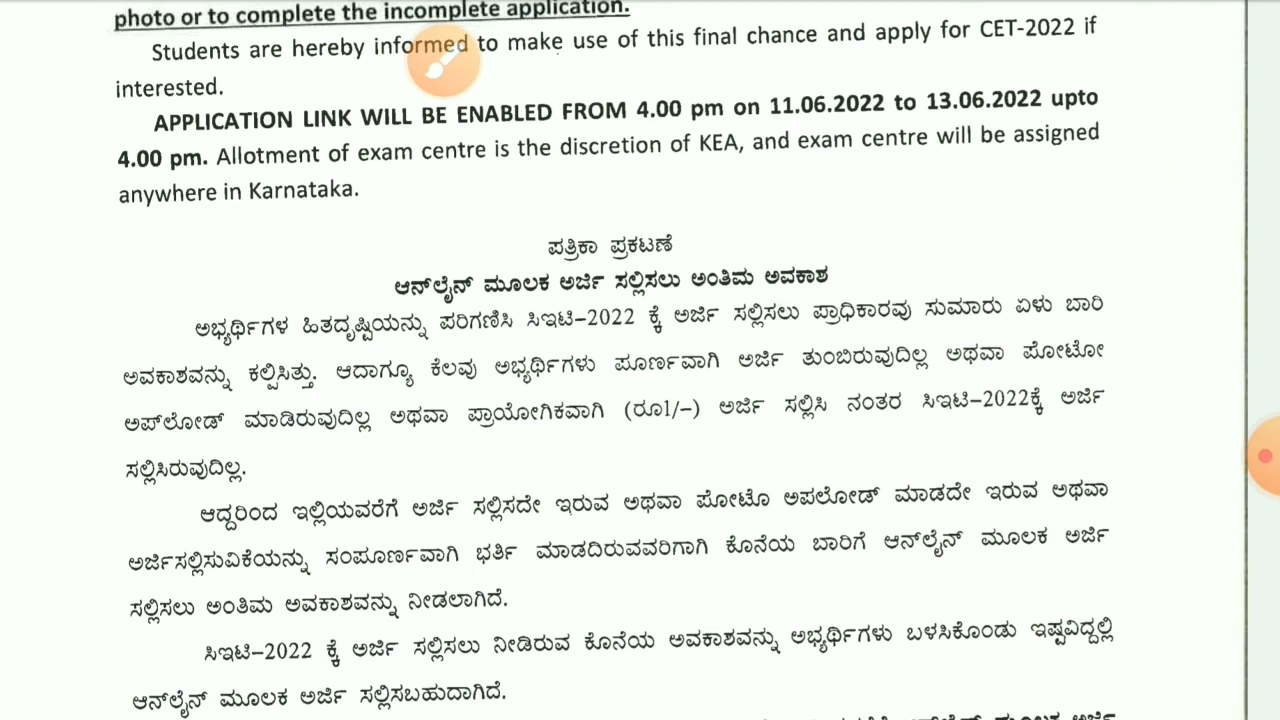 photo or to complete the incomplete application.
Students are hereby informed to make use of this final chance and apply for CET-2022 if
interested.
APPLICATION LINK WILL BE ENABLED FROM 4.00 pm on 11.06.2022 to 13.06.2022 upto
4.00 pm. Allotment of exam centre is the discretion of KEA, and exam centre will be assigned
anywhere in Karnataka.
ಪತ್ರಿಕಾ ಪ್ರಕಟಣೆ
ಆನ್‌ಲೈನ್ ಮೂಲಕ ಅರ್ಜಿ ಸಲ್ಲಿಸಲು ಅಂತಿಮ ಅವಕಾಶ
ಅಭ್ಯರ್ಥಿಗಳ ಹಿತದೃಷ್ಟಿಯನ್ನು ಪರಿಗಣಿಸಿ ಸಿಇಟಿ–2022 ಕ್ಕೆ ಅರ್ಜಿ ಸಲ್ಲಿಸಲು ಪ್ರಾಧಿಕಾರವು ಸುಮಾರು ಏಳು ಬಾರಿ
ಅವಕಾಶವನ್ನು ಕಲ್ಪಿಸಿತ್ತು. ಆದಾಗ್ಯೂ ಕೆಲವು ಅಭ್ಯರ್ಥಿಗಳು ಪೂರ್ಣವಾಗಿ ಅರ್ಜಿ ತುಂಬಿರುವುದಿಲ್ಲ ಅಥವಾ ಪೋಟೋ
ಅಪ್‌ಲೋಡ್ ಮಾಡಿರುವುದಿಲ್ಲ ಅಥವಾ ಪ್ರಾಯೋಗಿಕವಾಗಿ (ರೂ1/–) ಅರ್ಜಿ ಸಲ್ಲಿಸಿ ನಂತರ ಸಿಇಟಿ–2022ಕ್ಕೆ ಅರ್ಜಿ
ಸಲ್ಲಿಸಿರುವುದಿಲ್ಲ.
ಆದ್ದರಿಂದ ಇಲ್ಲಿಯವರೆಗೆ ಅರ್ಜಿ ಸಲ್ಲಿಸದೇ ಇರುವ ಅಥವಾ ಪೋಟೊ ಅಪಲೋಡ್ ಮಾಡದೇ ಇರುವ ಅಥವಾ
ಅರ್ಜಿಸಲ್ಲಿಸುವಿಕೆಯನ್ನು ಸಂಪೂರ್ಣವಾಗಿ ಭರ್ತಿ ಮಾಡದಿರುವವರಿಗಾಗಿ ಕೊನೆಯ ಬಾರಿಗೆ ಆನ್‌ಲೈನ್ ಮೂಲಕ ಅರ್ಜಿ
ಸಲ್ಲಿಸಲು ಅಂತಿಮ ಅವಕಾಶವನ್ನು ನೀಡಲಾಗಿದೆ.
ಸಿಇಟಿ–2022 ಕ್ಕೆ ಅರ್ಜಿ ಸಲ್ಲಿಸಲು ನೀಡಿರುವ ಕೊನೆಯ ಅವಕಾಶವನ್ನು ಅಭ್ಯರ್ಥಿಗಳು ಬಳಸಿಕೊಂಡು ಇಷ್ಟವಿದ್ದಲ್ಲಿ
ಆನ್‌ಲೈನ್ ಮೂಲಕ ಅರ್ಜಿ ಸಲ್ಲಿಸಬಹುದಾಗಿದೆ.